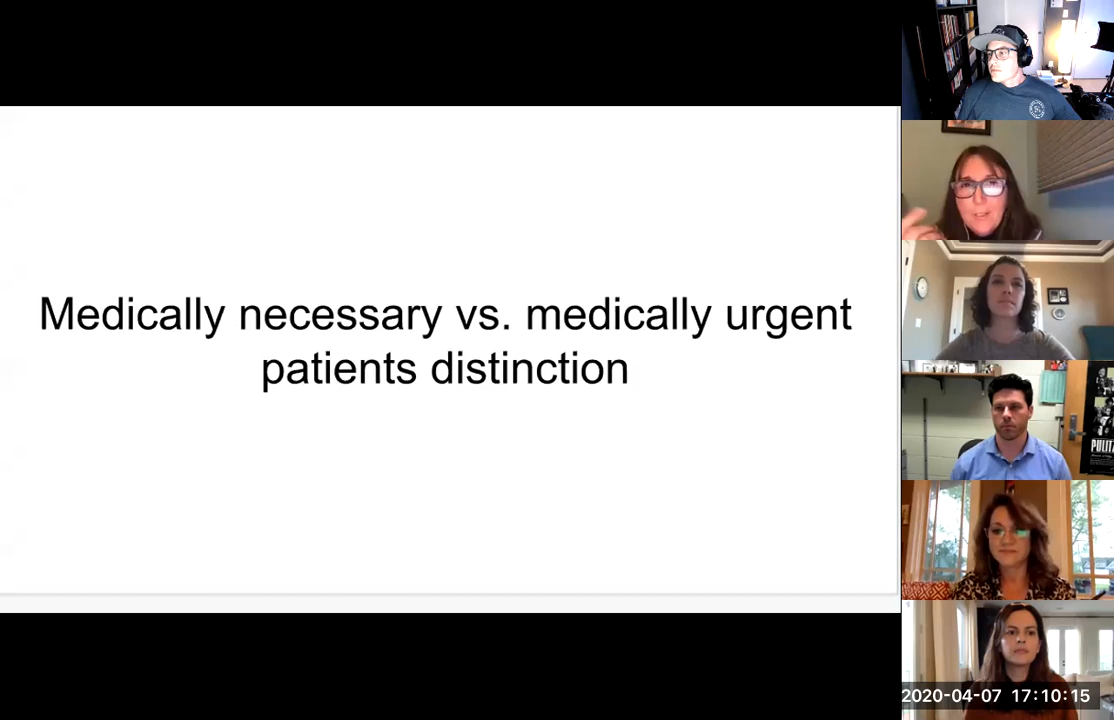 Medically necessary vs. medically urgent
patients distinction
2020-04-07 17:10:15